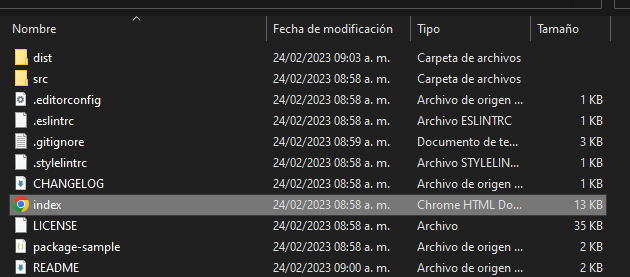 Nombre Fecha de modificación Tipo Tamaño
dist 24/02/2023 09:03 a. m. Carpeta de archivos
src 24/02/2023 08:58 a. m. Carpeta de archivos
.editorconfig 24/02/2023 08:58 a. m. Archivo de origen ... 1 KB
.eslintrc 24/02/2023 08:58 a. m. Archivo ESLINTRC 1 KB
.gitignore 24/02/2023 08:59 a. m. Documento de te... 3 KB
.stylelintrc 24/02/2023 08:58 a. m. Archivo STYLELIN... 1 KB
CHANGELOG 24/02/2023 08:58 a. m. Archivo de origen ... 1 KB
index 24/02/2023 08:58 a. m. Chrome HTML Do... 13 KB
LICENSE 24/02/2023 08:58 a. m. Archivo 35 KB
package-sample 24/02/2023 08:58 a. m. Archivo de origen ... 2 KB
README 24/02/2023 09:00 a. m. Archivo de origen ... 2 KB